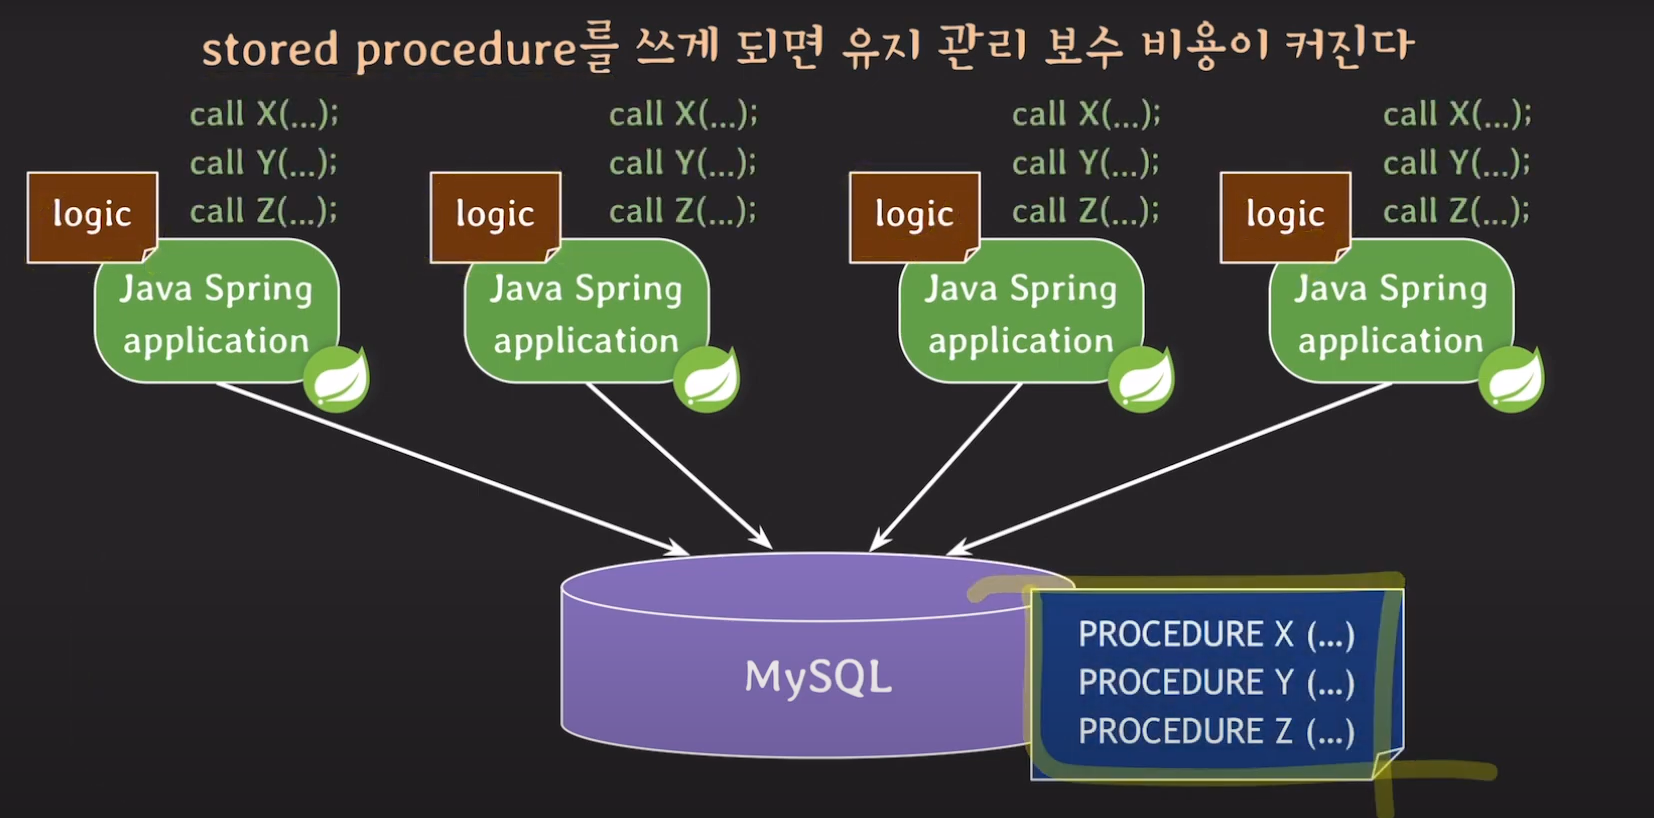 stored procedure를 쓰게 되면 유지 관리 보수 비용이 커진다
call X(...);
call Y(...);
call Z(...);
logic
Java Spring
application
call X(...);
call Y(...);
call Z(...);
logic
Java Spring
application
call X(...);
call Y(...);
call Z(...);
logic
Java Spring
application
call X(...);
call Y(...);
call Z(...);
logic
Java Spring
application
MySQL
PROCEDURE X (...)
PROCEDURE Y (...)
PROCEDURE Z (...)